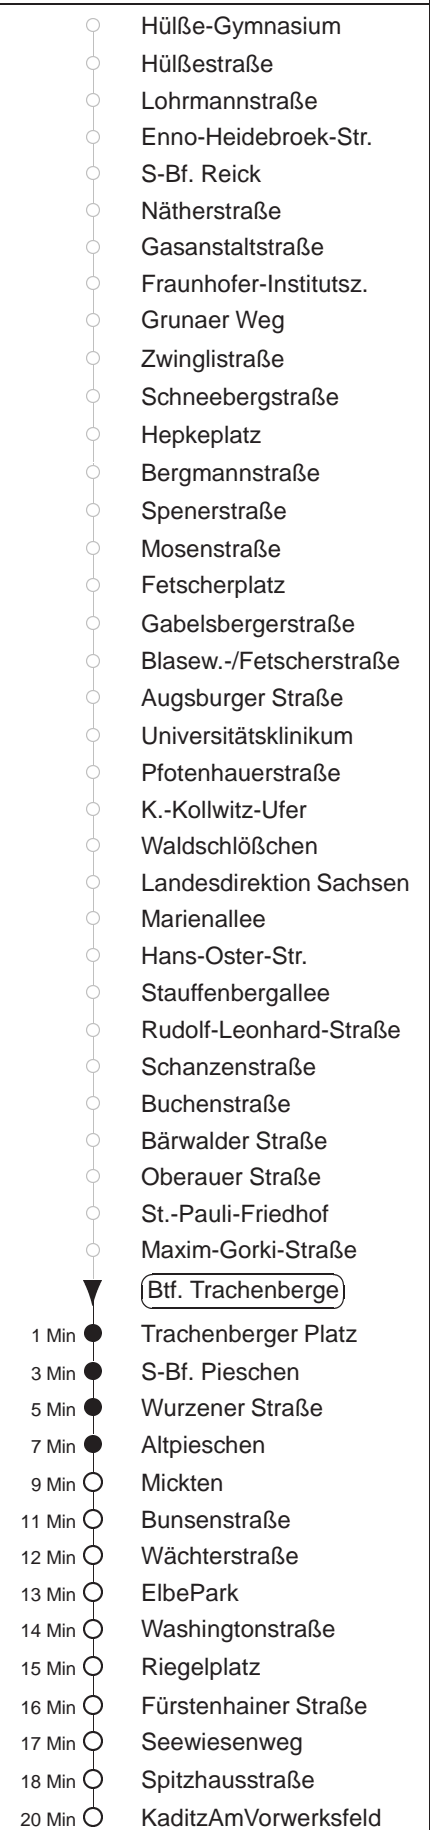 Hülße-Gymnasium
Hülßestraße
Lohrmannstraße
Enno-Heidebroek-Str.
S-Bf. Reick
Nätherstraße
Gasanstaltstraße
Fraunhofer-Institutsz.
Grunaer Weg
Zwinglistraße
Schneebergstraße
Hepkeplatz
Bergmannstraße
Spenerstraße
Mosenstraße
Fetscherplatz
Gabelsbergerstraße
Blasew.-/Fetscherstraße
Augsburger Straße
Universitätsklinikum
Pfotenhauerstraße
K.-Kollwitz-Ufer
Waldschlößchen
Landesdirektion Sachsen
Marienallee
Hans-Oster-Str.
Stauffenbergallee
Rudolf-Leonhard-Straße
Schanzenstraße
Buchenstraße
Bärwalder Straße
Oberauer Straße
St.-Pauli-Friedhof
Maxim-Gorki-Straße
Btf. Trachenberge
1 Min Trachenberger Platz
3 Min S-Bf. Pieschen
5 Min Wurzener Straße
7 Min Altpieschen
9 Min Mickten
11 Min Bunsenstraße
12 Min Wächterstraße
13 Min ElbePark
14 Min Washingtonstraße
15 Min Riegelplatz
16 Min Fürstenhainer Straße
17 Min Seewiesenweg
18 Min Spitzhausstraße
20 Min KaditzAmVorwerksfeld